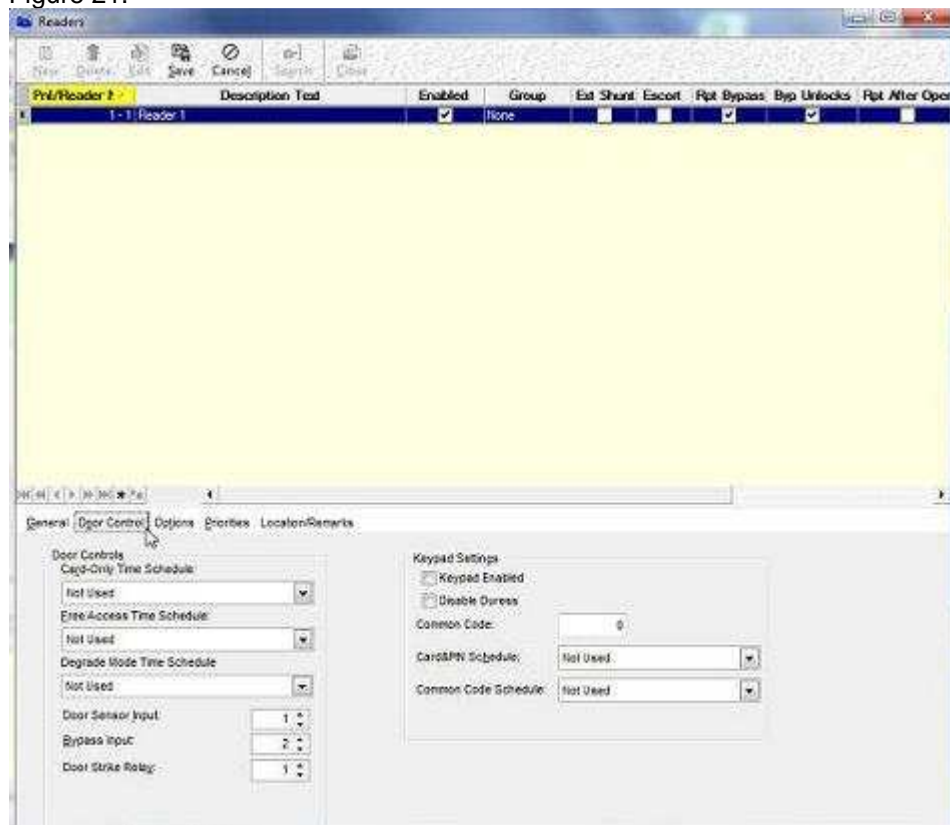 Figure 21:
Readers
New Delete Edit Save Cancel Search Close
Pnl/Reader # Description Text Enabled Group Ext Shunt Escort Rpt Bypass Byp Unlocks Rpt After Open
1 - 1 Reader 1 None
General Door Control Options Priorities Location/Remarks
Door Controls
Card-Only Time Schedule
Not Used
Free Access Time Schedule:
Not Used
Degrade Mode Time Schedule
Not Used
Door Sensor Input 1
Bypass Input: 2
Door Strike Relay: 1
Keypad Settings
Keypad Enabled
Disable Duress
Common Code: 0
Card&PIN Schedule: Not Used
Common Code Schedule: Not Used